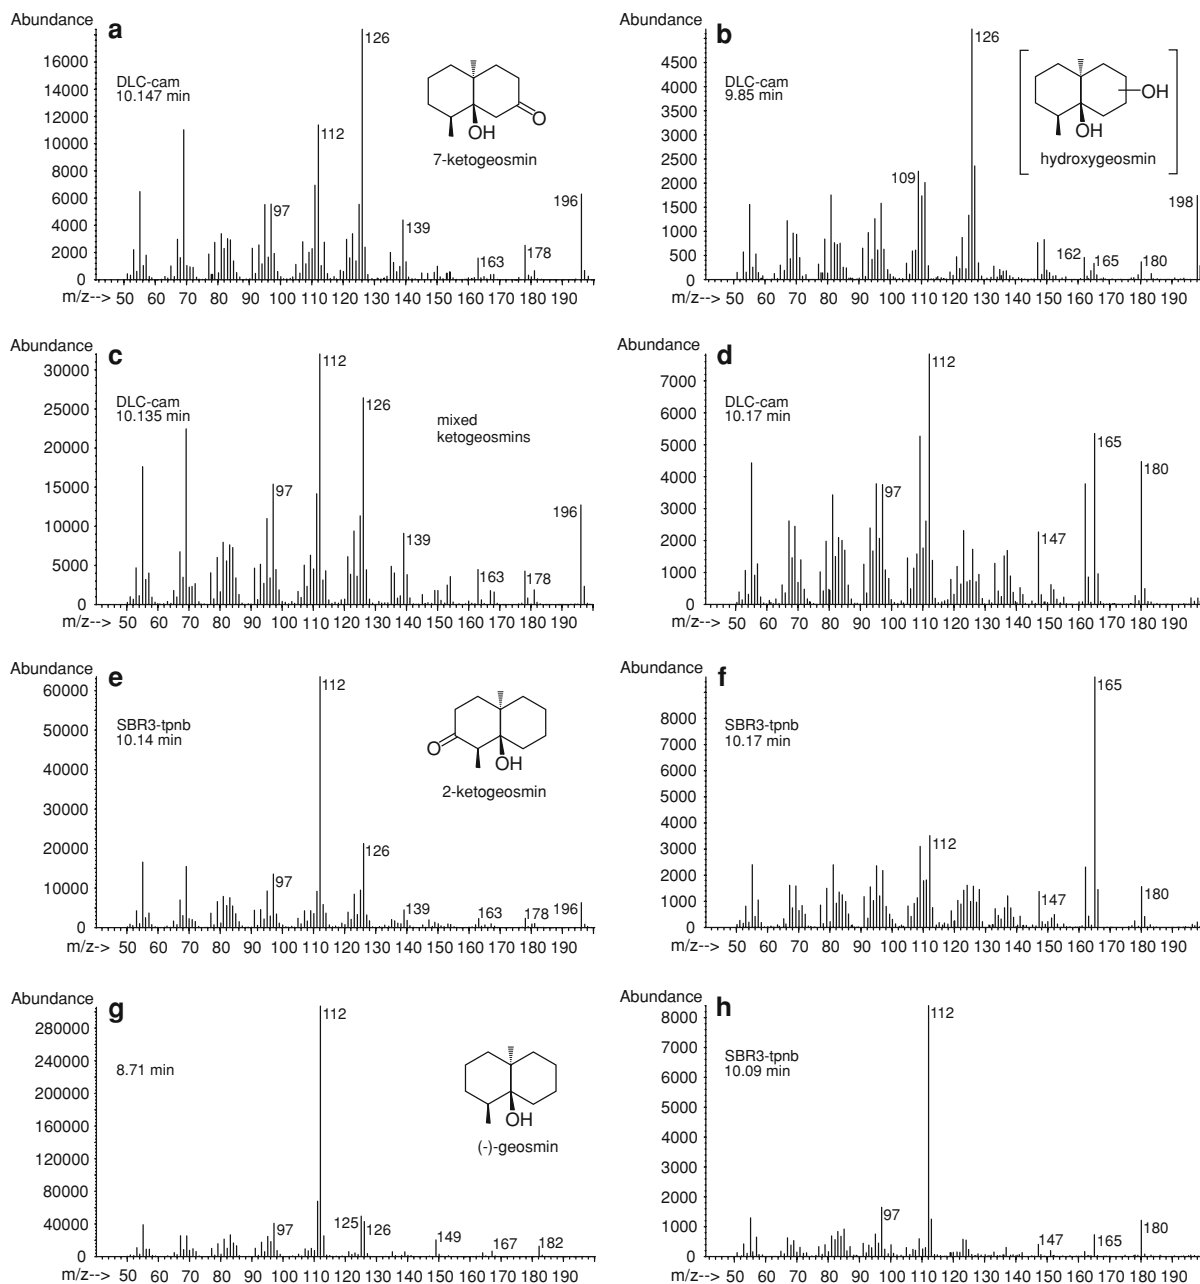 Abundance
a
16000
14000
12000
10000
8000
6000
4000
2000
0
DLC-cam
10.147 min
126
112
97
139
163
178
196
OH
O
7-ketogeosmin
m/z--> 50 60 70 80 90 100 110 120 130 140 150 160 170 180 190
Abundance
b
4500
4000
3500
3000
2500
2000
1500
1000
500
0
DLC-cam
9.85 min
126
109
162
165
180
198
OH
OH
hydroxygeosmin
m/z--> 50 60 70 80 90 100 110 120 130 140 150 160 170 180 190
Abundance
c
30000
25000
20000
15000
10000
5000
0
DLC-cam
10.135 min
112
126
97
139
163
178
196
mixed
ketogeosmins
m/z--> 50 60 70 80 90 100 110 120 130 140 150 160 170 180 190
Abundance
d
7000
6000
5000
4000
3000
2000
1000
0
DLC-cam
10.17 min
112
165
180
97
147
m/z--> 50 60 70 80 90 100 110 120 130 140 150 160 170 180 190
Abundance
e
60000
50000
40000
30000
20000
10000
0
SBR3-tpnb
10.14 min
112
126
97
139
163
178
196
O
OH
2-ketogeosmin
m/z--> 50 60 70 80 90 100 110 120 130 140 150 160 170 180 190
Abundance
f
8000
7000
6000
5000
4000
3000
2000
1000
0
SBR3-tpnb
10.17 min
165
112
147
180
m/z--> 50 60 70 80 90 100 110 120 130 140 150 160 170 180 190
Abundance
g
280000
240000
200000
160000
120000
80000
40000
0
8.71 min
112
97
125
126
149
167
182
OH
(-)-geosmin
m/z--> 50 60 70 80 90 100 110 120 130 140 150 160 170 180 190
Abundance
h
8000
7000
6000
5000
4000
3000
2000
1000
0
SBR3-tpnb
10.09 min
112
97
147
165
180
m/z--> 50 60 70 80 90 100 110 120 130 140 150 160 170 180 190